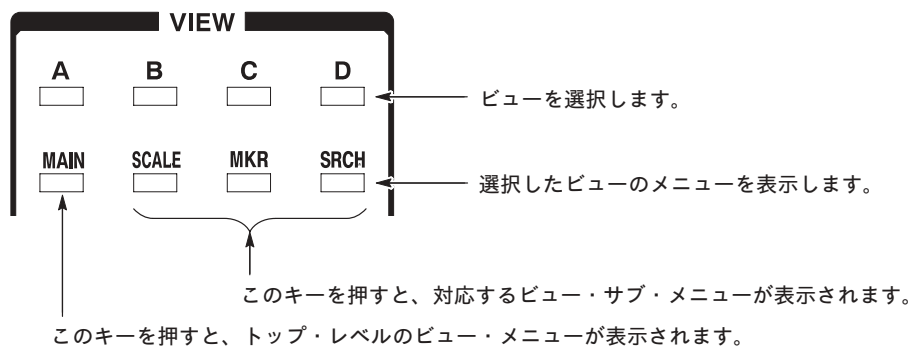 VIEW
A B C D
ビューを選択します。
MAIN SCALE MKR SRCH
選択したビューのメニューを表示します。
このキーを押すと、対応するビュー・サブ・メニューが表示されます。
このキーを押すと、トップ・レベルのビュー・メニューが表示されます。